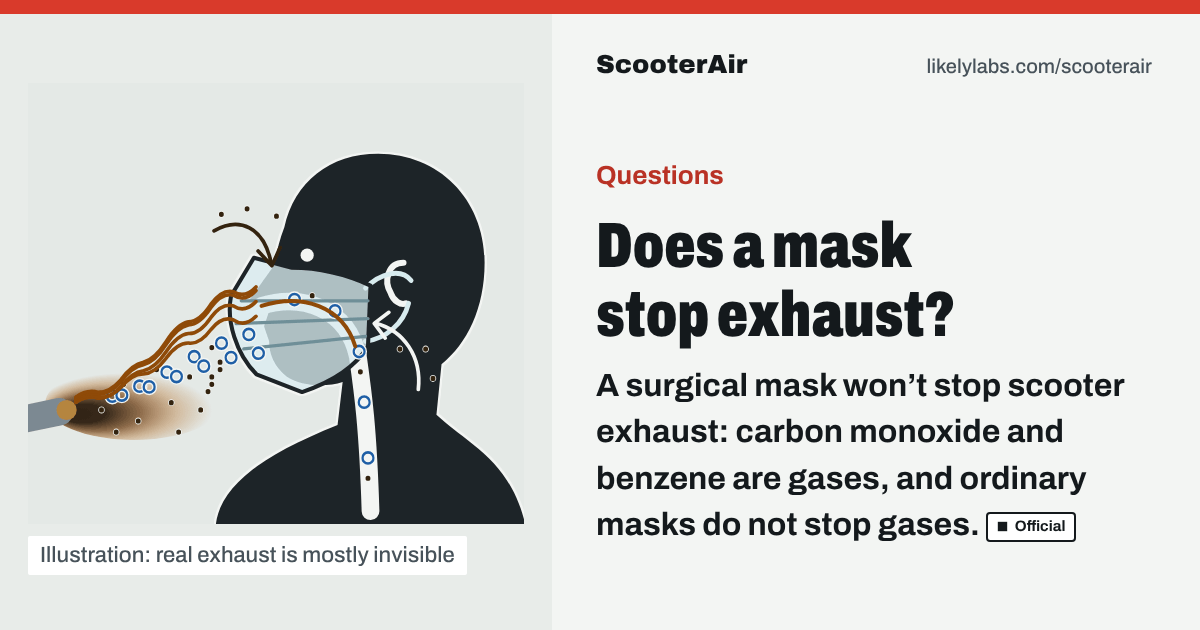 ScooterAir
likelylabs.com/scooterair
Questions
Does a mask
stop exhaust?
A surgical mask won’t stop scooter
exhaust: carbon monoxide and
benzene are gases, and ordinary
masks do not stop gases. ■ Official
Illustration: real exhaust is mostly invisible